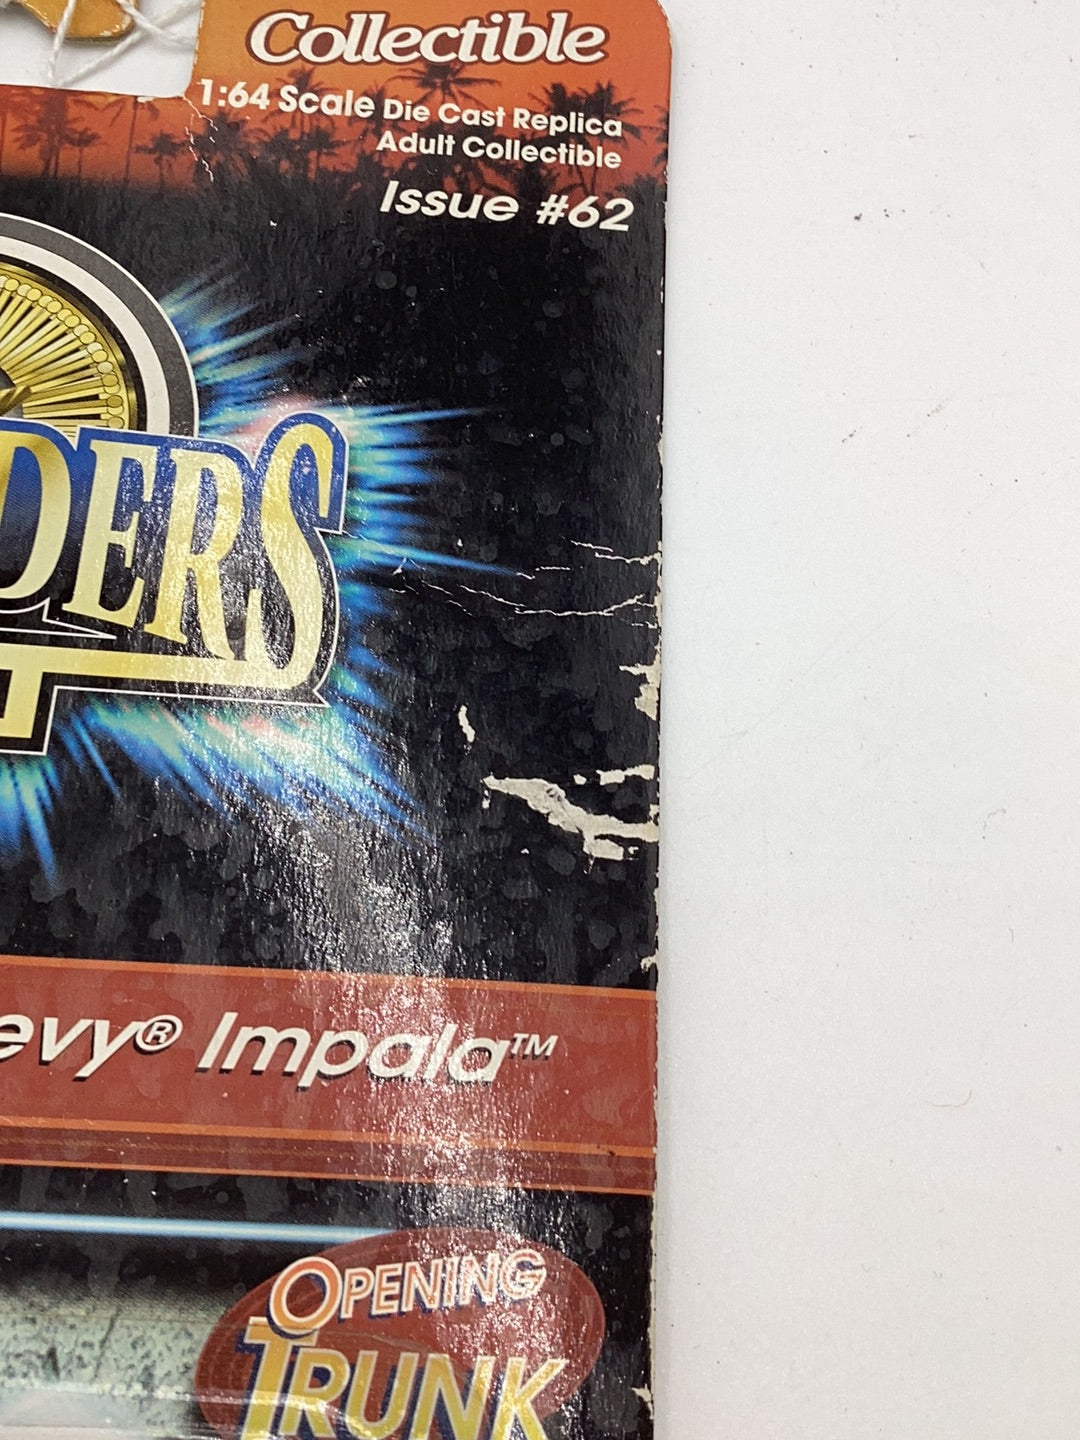 Collectible
1:64 Scale Die Cast Replica
Adult Collectible
Issue #62
DERS
T
evy® Impala™
OPENING
TRUNK